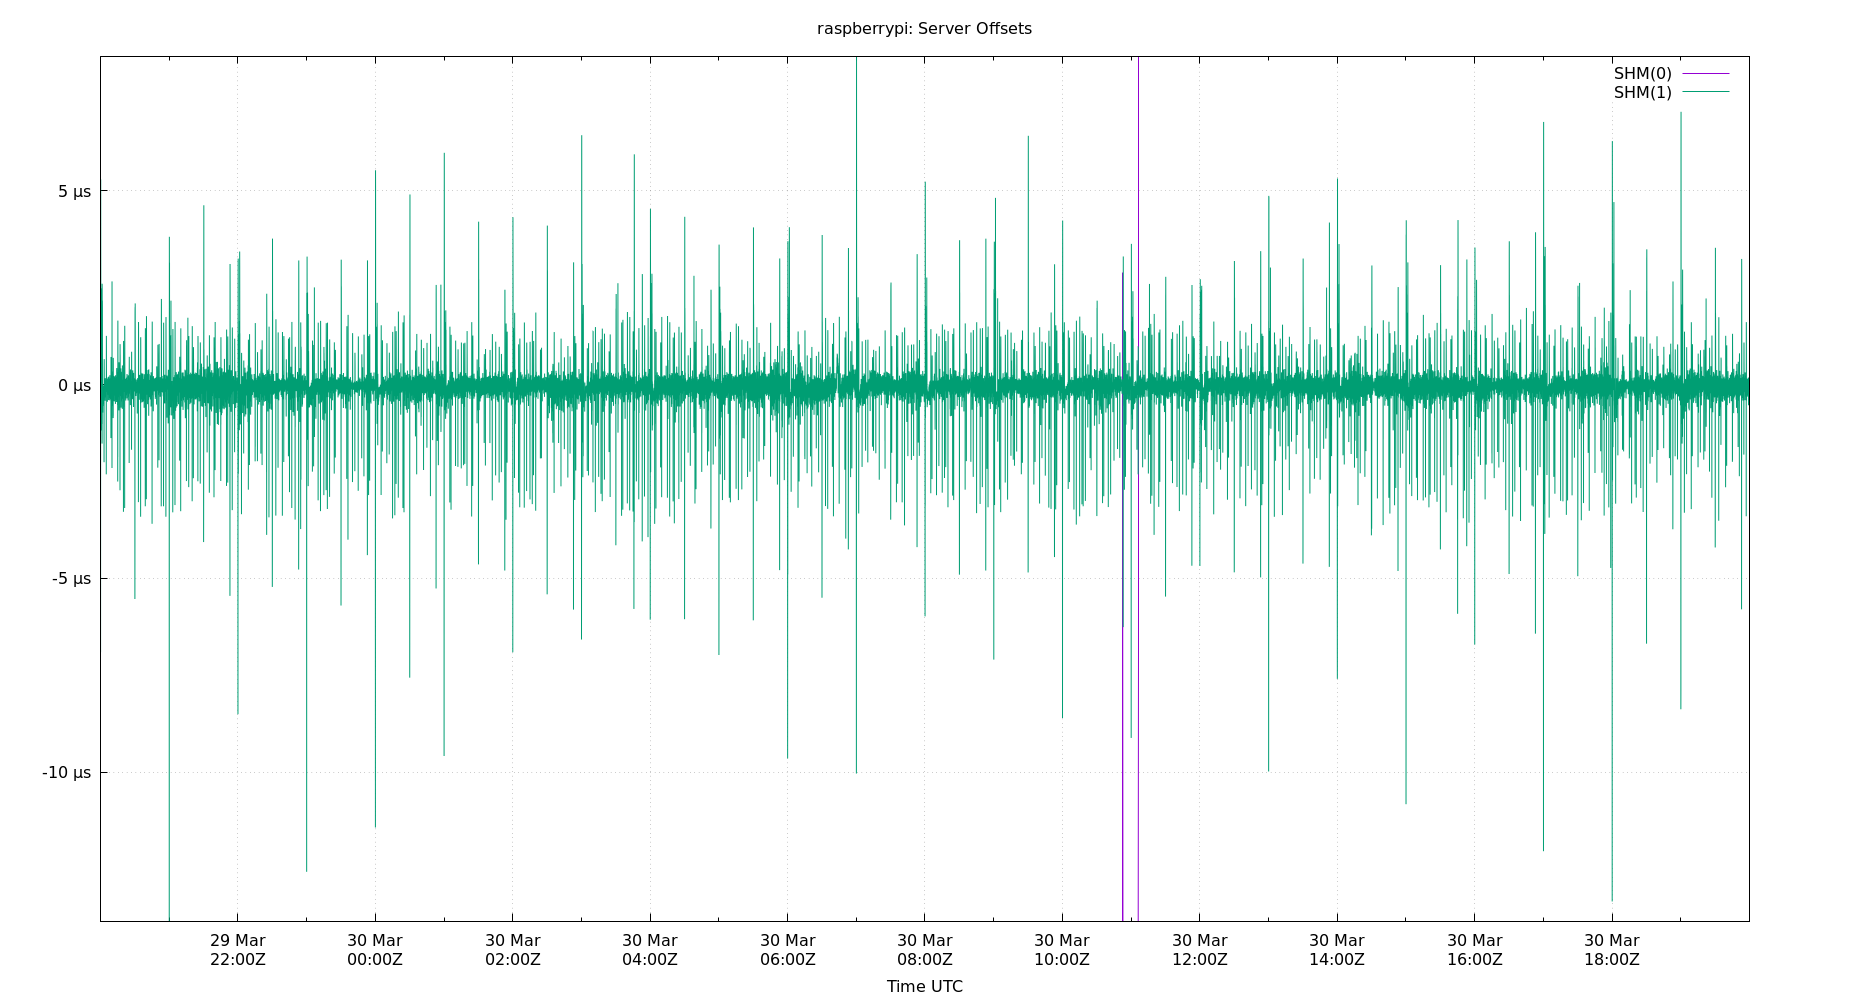 raspberrypi: Server Offsets
SHM(0)
SHM(1)
5 µs
0 µs
-5 µs
-10 µs
29 Mar 30 Mar 30 Mar 30 Mar 30 Mar 30 Mar 30 Mar 30 Mar 30 Mar 30 Mar 30 Mar
22:00Z 00:00Z 02:00Z 04:00Z 06:00Z 08:00Z 10:00Z 12:00Z 14:00Z 16:00Z 18:00Z
Time UTC